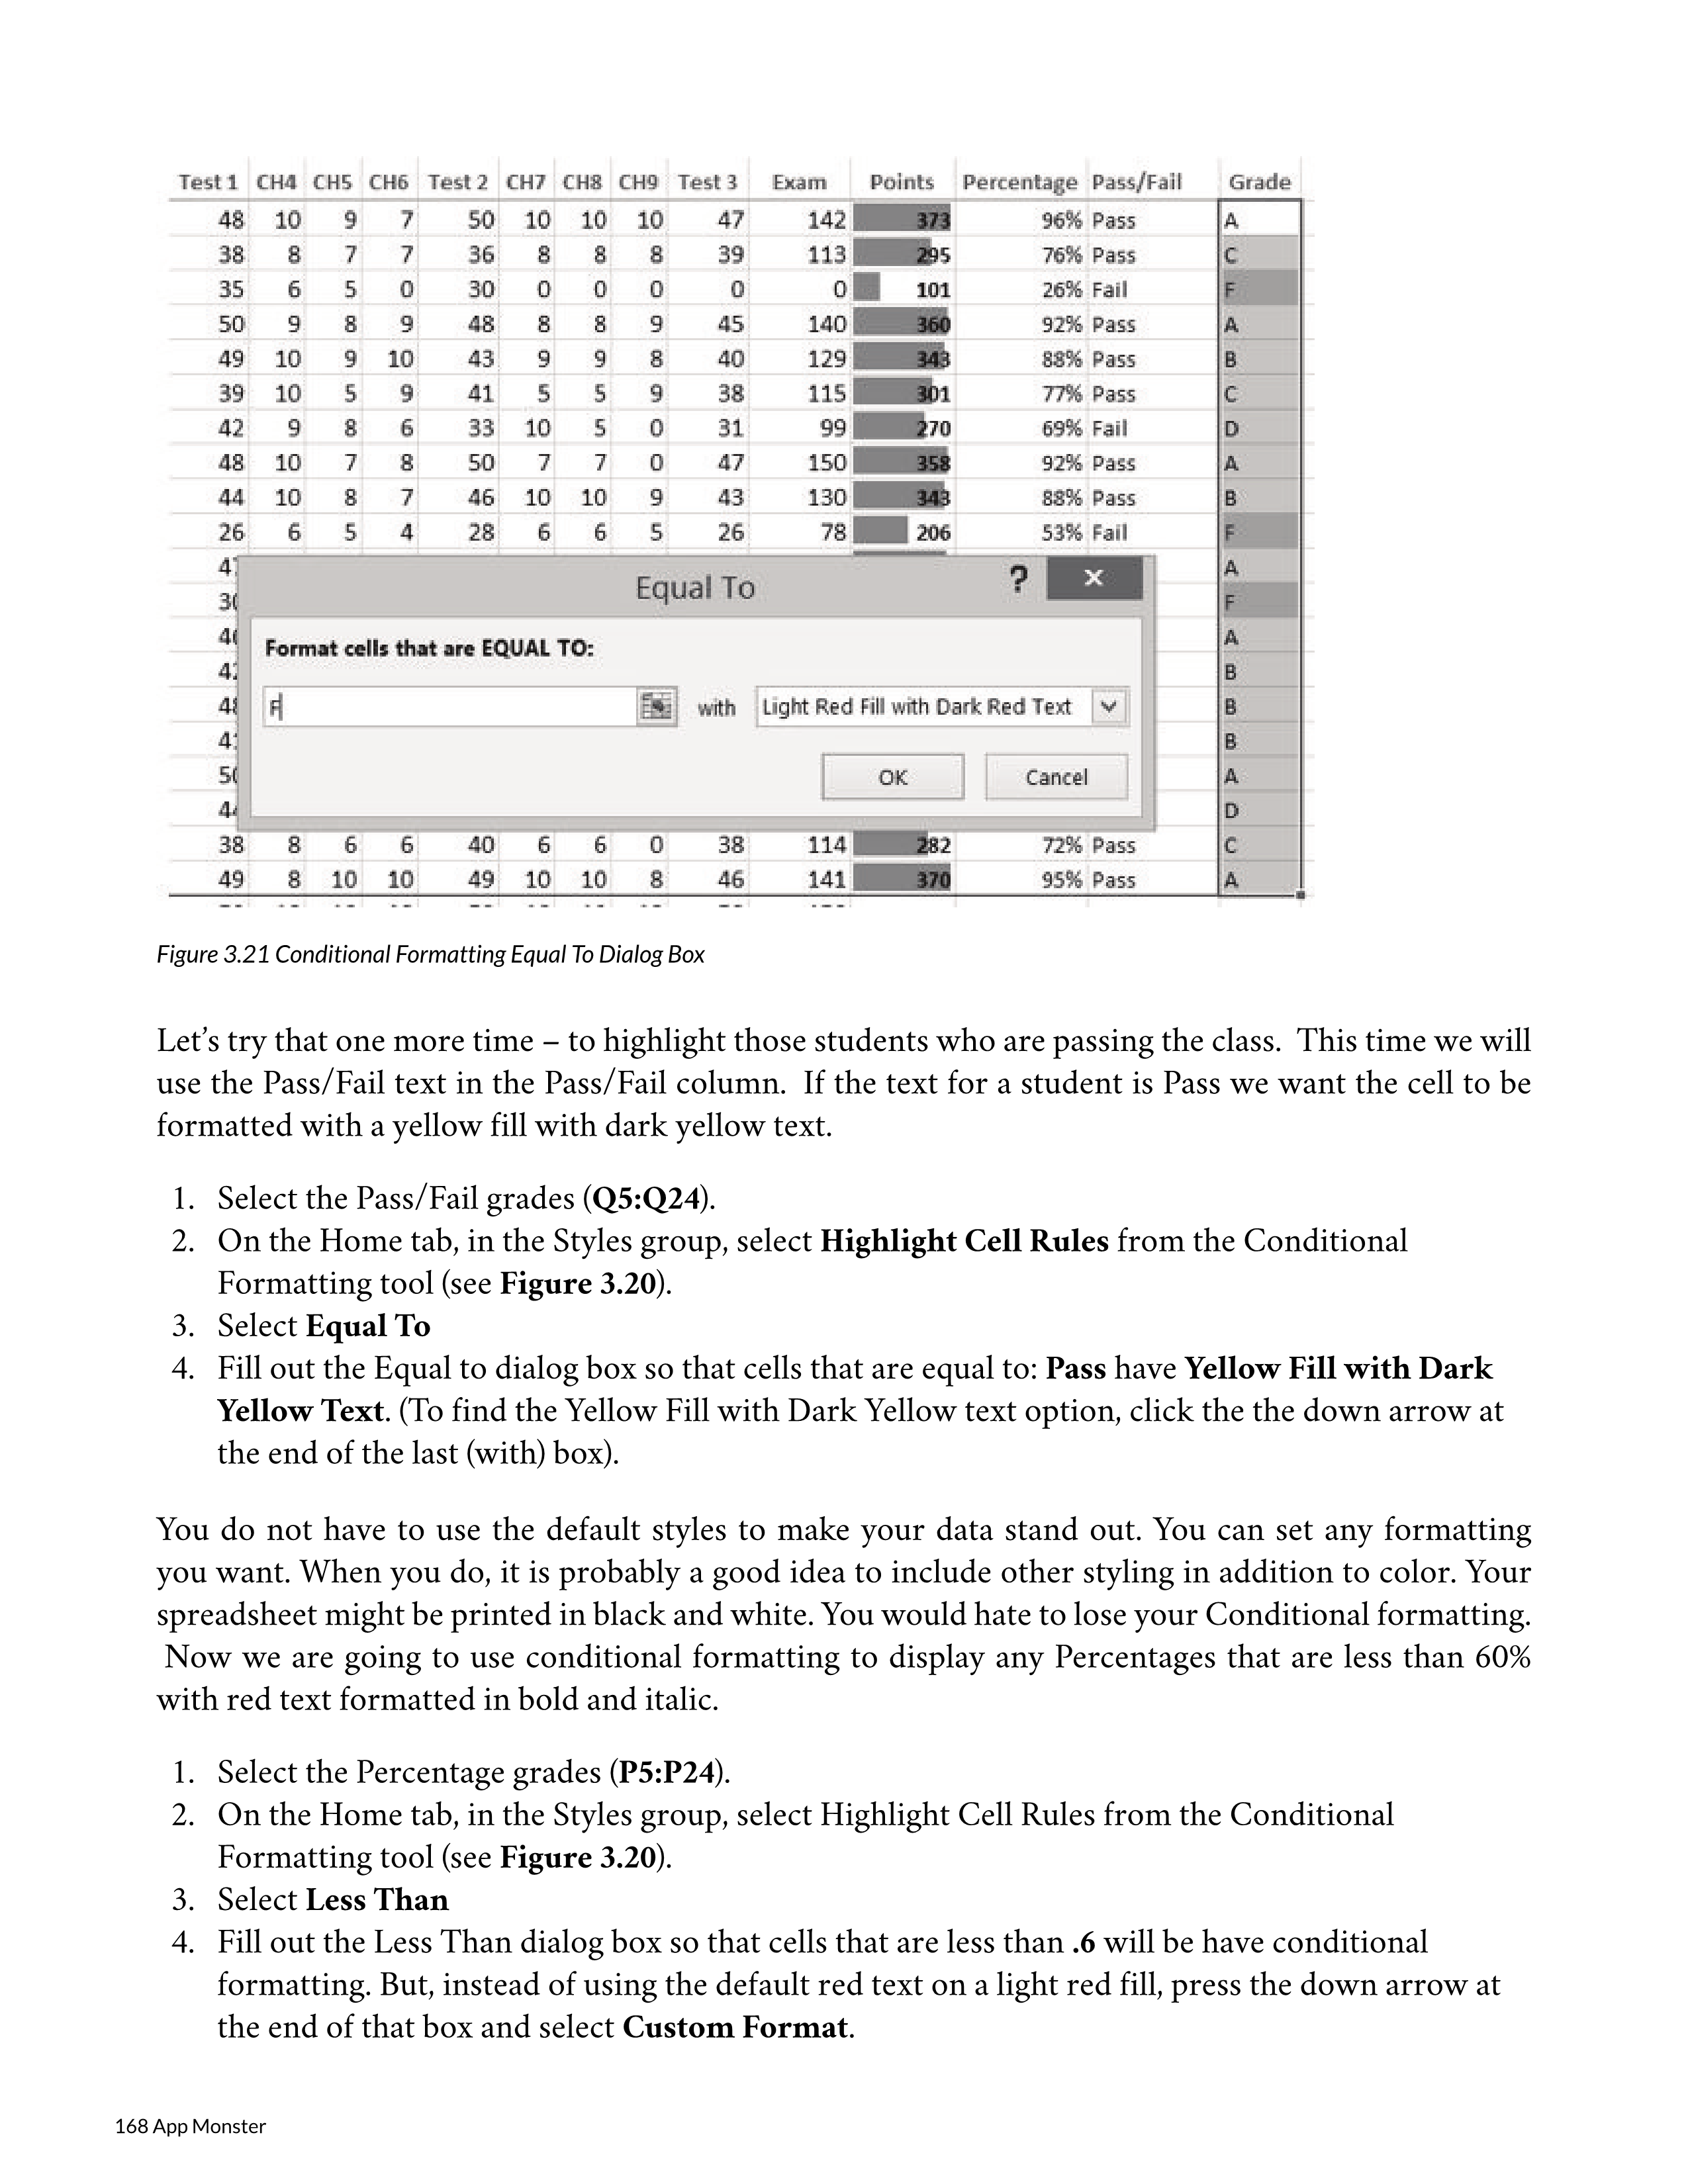 Test 1 CH4 CH5 CH6 Test 2 CH7 CH8 CH9 Test 3 Exam Points Percentage Pass/Fail Grade
48 10 9 7 50 10 10 10 47 142 373 96% Pass A
38 8 7 7 36 8 8 8 39 113 295 76% Pass C
35 6 5 0 30 0 0 0 0 0 101 26% Fail F
50 9 8 9 48 8 8 9 45 140 360 92% Pass A
49 10 9 10 43 9 9 8 40 129 343 88% Pass B
39 10 5 9 41 5 5 9 38 115 301 77% Pass C
42 9 8 6 33 10 5 0 31 99 270 69% Fail D
48 10 7 8 50 7 7 0 47 150 358 92% Pass A
44 10 8 7 46 10 10 9 43 130 343 88% Pass B
26 6 5 4 28 6 6 5 26 78 206 53% Fail F
A
F
A
B
B
B
A
D
Equal To ? x
Format cells that are EQUAL TO:
F with Light Red Fill with Dark Red Text
OK Cancel
38 8 6 6 40 6 6 0 38 114 282 72% Pass C
49 8 10 10 49 10 10 8 46 141 370 95% Pass A
Figure 3.21 Conditional Formatting Equal To Dialog Box
Let's try that one more time – to highlight those students who are passing the class. This time we will
use the Pass/Fail text in the Pass/Fail column. If the text for a student is Pass we want the cell to be
formatted with a yellow fill with dark yellow text.
1. Select the Pass/Fail grades (Q5:Q24).
2. On the Home tab, in the Styles group, select Highlight Cell Rules from the Conditional
Formatting tool (see Figure 3.20).
3. Select Equal To
4. Fill out the Equal to dialog box so that cells that are equal to: Pass have Yellow Fill with Dark
Yellow Text. (To find the Yellow Fill with Dark Yellow text option, click the the down arrow at
the end of the last (with) box).
You do not have to use the default styles to make your data stand out. You can set any formatting
you want. When you do, it is probably a good idea to include other styling in addition to color. Your
spreadsheet might be printed in black and white. You would hate to lose your Conditional formatting.
Now we are going to use conditional formatting to display any Percentages that are less than 60%
with red text formatted in bold and italic.
1. Select the Percentage grades (P5:P24).
2. On the Home tab, in the Styles group, select Highlight Cell Rules from the Conditional
Formatting tool (see Figure 3.20).
3. Select Less Than
4. Fill out the Less Than dialog box so that cells that are less than .6 will be have conditional
formatting. But, instead of using the default red text on a light red fill, press the down arrow at
the end of that box and select Custom Format.
168 App Monster